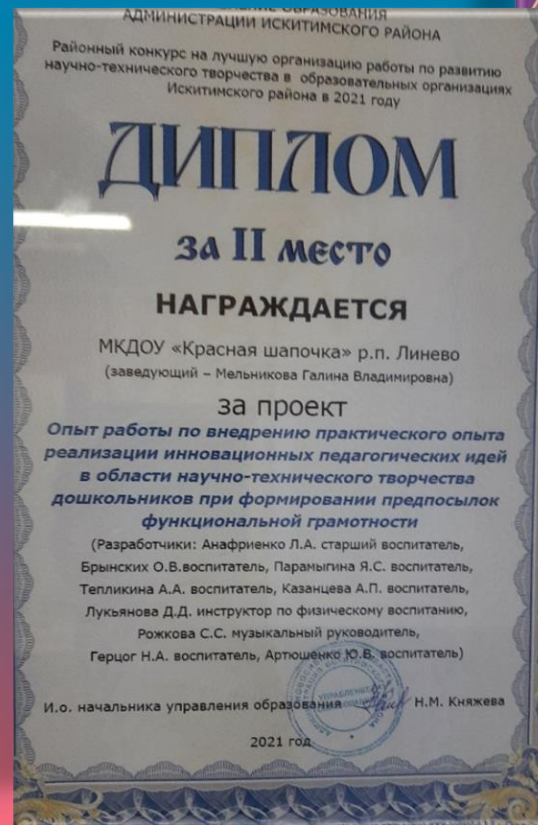 ОБРАЗОВАНИЯ
АДМИНИСТРАЦИИ ИСКИТИМСКОГО РАЙОНА
Районный конкурс на лучшую организацию работы по развитию
научно-технического творчества в образовательных организациях
Искитимского района в 2021 году
ДИПЛОМ
за II место
НАГРАЖДАЕТСЯ
МКДОУ «Красная шапочка» р.п. Линево
(заведующий – Мельникова Галина Владимировна)
за проект
Опыт работы по внедрению практического опыта
реализации инновационных педагогических идей
в области научно-технического творчества
дошкольников при формировании предпосылок
функциональной грамотности
(Разработчики: Анафриенко Л.А. старший воспитатель,
Брынских О.В.воспитатель, Парамыгина Я.С. воспитатель,
Тепликина А.А. воспитатель, Казанцева А.П. воспитатель,
Лукьянова Д.Д. инструктор по физическому воспитанию,
Рожкова С.С. музыкальный руководитель,
Герцог Н.А. воспитатель, Артюшенко Ю.В. воспитатель)
И.о. начальника управления образования Н.М. Княжева
2021 год